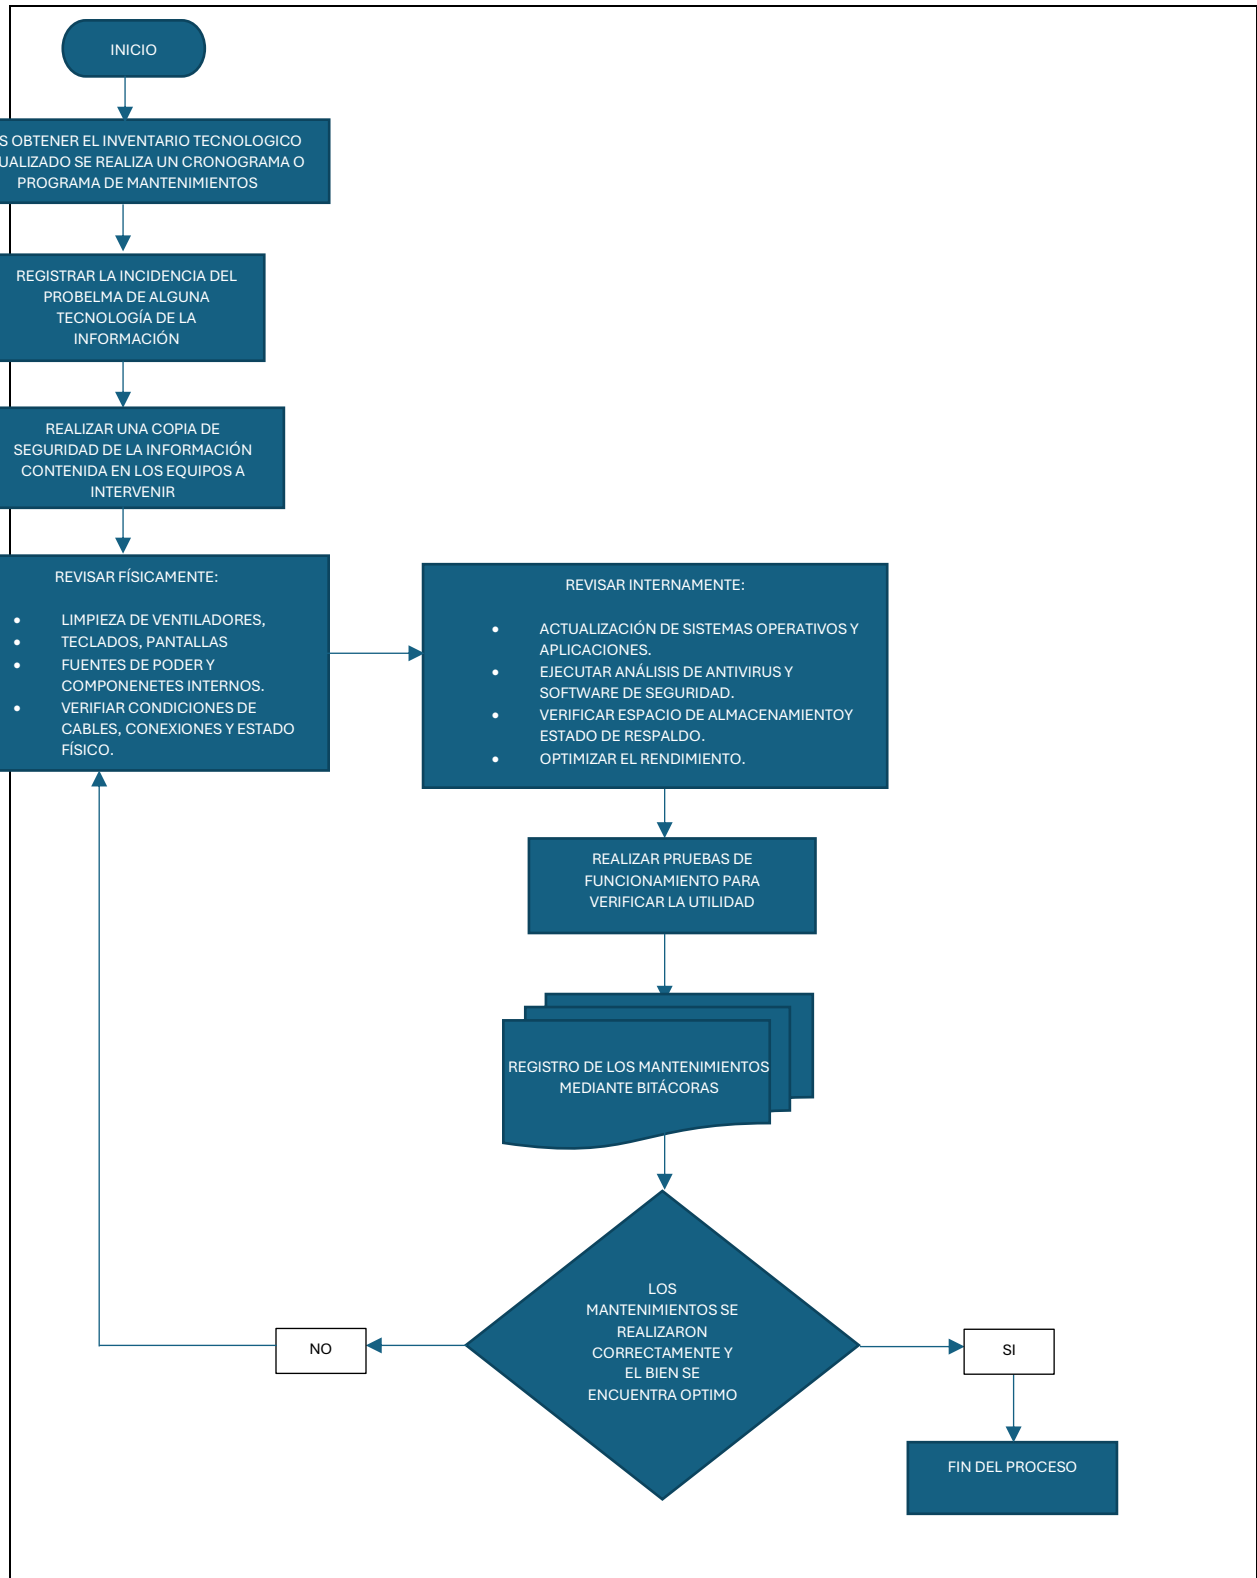 INICIO
OBTENER EL INVENTARIO TECNOLOGICO
SE REALIZA UN CRONOGRAMA O
PROGRAMA DE MANTENIMIENTOS
REGISTRAR LA INCIDENCIA DEL
PROBELMA DE ALGUNA
TECNOLOGÍA DE LA
INFORMACIÓN
REALIZAR UNA COPIA DE
SEGURIDAD DE LA INFORMACIÓN
CONTENIDA EN LOS EQUIPOS A
INTERVENIR
REVISAR FÍSICAMENTE:
• LIMPIEZA DE VENTILADORES,
• TECLADOS, PANTALLAS
• FUENTES DE PODER Y
COMPONENETES INTERNOS.
• VERIFIAR CONDICIONES DE
CABLES, CONEXIONES Y ESTADO
FÍSICO.
REVISAR INTERNAMENTE:
• ACTUALIZACIÓN DE SISTEMAS OPERATIVOS Y
APLICACIONES.
• EJECUTAR ANÁLISIS DE ANTIVIRUS Y
SOFTWARE DE SEGURIDAD.
• VERIFICAR ESPACIO DE ALMACENAMIENTOY
ESTADO DE RESPALDO.
• OPTIMIZAR EL RENDIMIENTO.
REALIZAR PRUEBAS DE
FUNCIONAMIENTO PARA
VERIFICAR LA UTILIDAD
REGISTRO DE LOS MANTENIMIENTOS
MEDIANTE BITÁCORAS
LOS
MANTENIMIENTOS SE
REALIZARON
CORRECTAMENTE Y
EL BIEN SE
ENCUENTRA OPTIMO
NO
SI
FIN DEL PROCESO